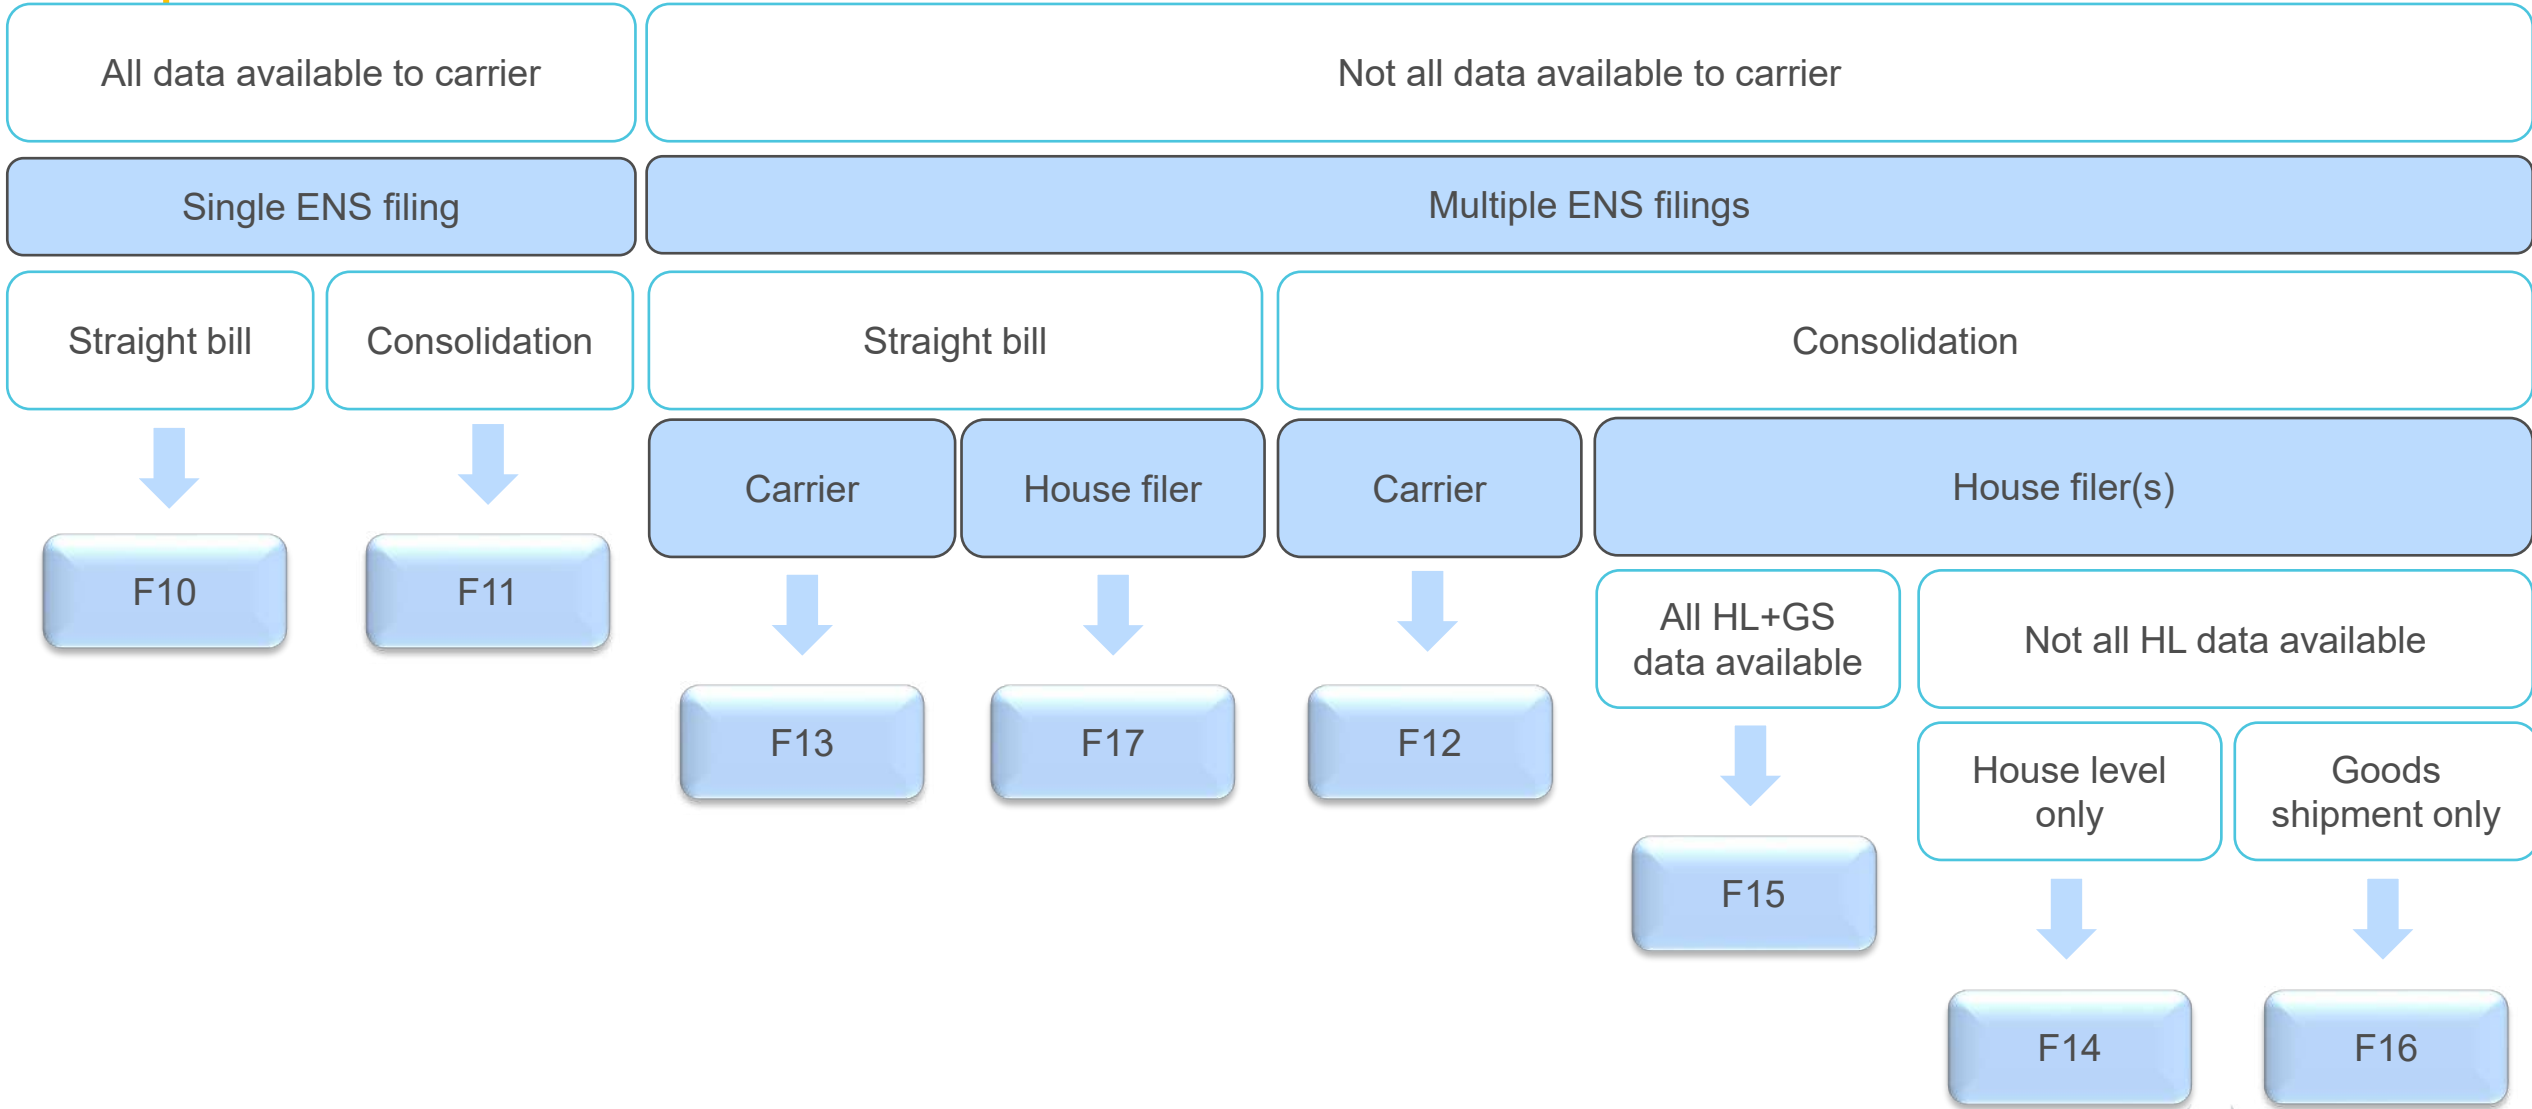 All data available to carrier
Not all data available to carrier
Single ENS filing
Multiple ENS filings
Straight bill
Consolidation
Straight bill
Consolidation
Carrier
House filer
Carrier
House filer(s)
F10
F11
All HL+GS
data available
Not all HL data available
F13
F17
F12
House level
only
Goods
shipment only
F15
F14
F16